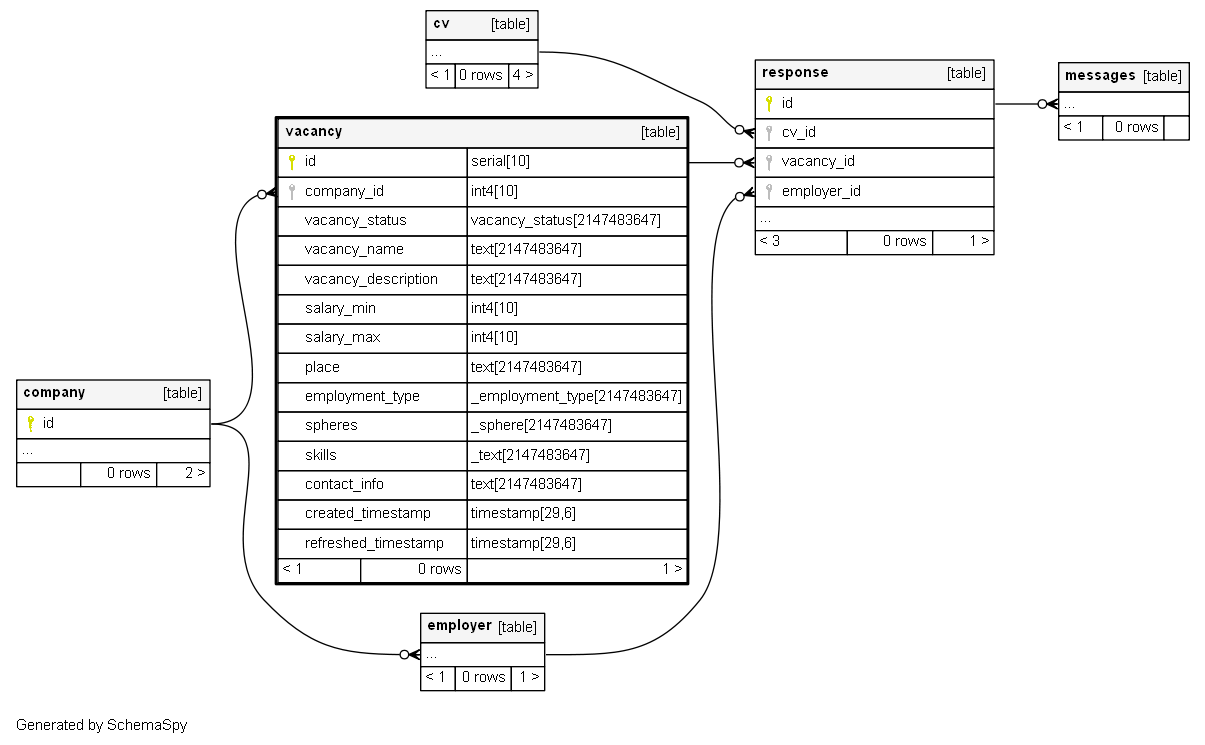 cv [table]
...
< 1 0 rows 4 >
response [table]
id
cv_id
vacancy_id
employer_id
...
< 3 0 rows 1 >
messages [table]
...
< 1 0 rows
vacancy [table]
id serial[10]
company_id int4[10]
vacancy_status vacancy_status[2147483647]
vacancy_name text[2147483647]
vacancy_description text[2147483647]
salary_min int4[10]
salary_max int4[10]
place text[2147483647]
employment_type _employment_type[2147483647]
spheres _sphere[2147483647]
skills _text[2147483647]
contact_info text[2147483647]
created_timestamp timestamp[29,6]
refreshed_timestamp timestamp[29,6]
< 1 0 rows 1 >
company [table]
id
...
0 rows 2 >
employer [table]
...
< 1 0 rows 1 >
Generated by SchemaSpy